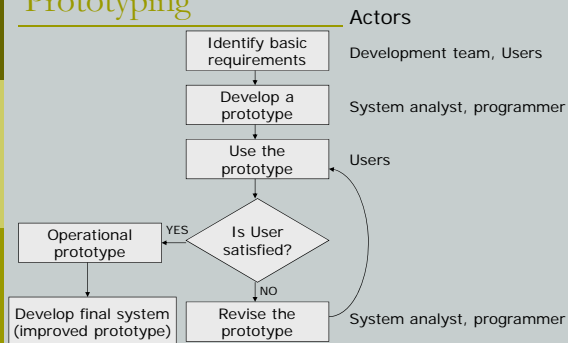 Prototyping
Actors
Identify basic
requirements
Development team, Users
Develop a
prototype
System analyst, programmer
Use the
prototype
Users
Is User
satisfied?
YES
Operational
prototype
NO
Develop final system
(improved prototype)
Revise the
prototype
System analyst, programmer